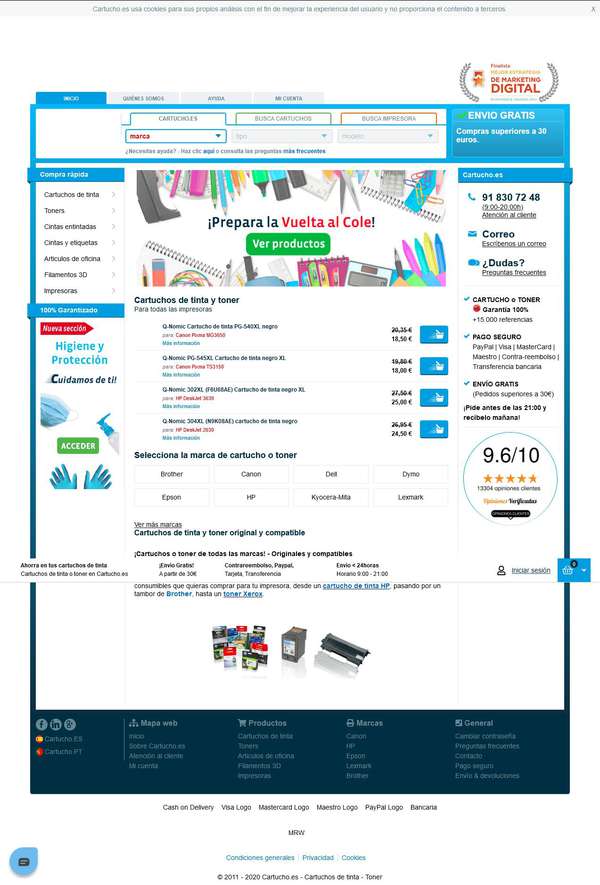 Cartucho.es usa cookies para sus propios análisis con el fin de mejorar la experiencia del usuario y no proporciona el contenido a terceros.
X
Finalista
MEJOR ESTRATEGIA
DE MARKETING
DIGITAL
INICIO
QUIÉNES SOMOS
AYUDA
MI CUENTA
CARTUCHO.ES
BUSCA CARTUCHOS
BUSCA IMPRESORA
marca
tipo
modelo
¿Necesitas ayuda? - Haz clic aquí o consulta las preguntas más frecuentes
ENVIO GRATIS
Compras superiores a 30
euros.
Compra rápida
Cartuchos de tinta
Toners
Cintas entintadas
Cintas y etiquetas
Articulos de oficina
Filamentos 3D
Impresoras
100% Garantizado
Nueva sección
Higiene y
Protección
¡Cuidamos de ti!
ACCEDER
¡Prepara la Vuelta al Cole!
Ver productos
Cartuchos de tinta y toner
Para todas las impresoras
Q-Nomic Cartucho de tinta PG-540XL negro
para: Canon Pixma MG3650
Más información
20,35 €
18,50 €
Q-Nomic PG-545XL Cartucho de tinta negro XL
para: Canon Pixma TS3150
Más información
19,80 €
18,00 €
Q-Nomic 302XL (F6U68AE) Cartucho de tinta negro XL
para: HP DeskJet 3639
Más información
27,50 €
25,00 €
Q-Nomic 304XL (N9K08AE) cartucho de tinta negro
para: HP DeskJet 2630
Más información
26,95 €
24,50 €
Selecciona la marca de cartucho o toner
Brother
Canon
Dell
Dymo
Epson
HP
Kyocera-Mita
Lexmark
Ver más marcas
Cartuchos de tinta y toner original y compatible
¡Cartuchos o toner de todas las marcas! - Originales y compatibles
Cartucho.es
91 830 72 48
(9:00-20:00h)
Atención al cliente
Correo
Escríbenos un correo
¿Dudas?
Preguntas frecuentes
CARTUCHO o TONER
Garantía 100%
+15 000 referencias
PAGO SEGURO
PayPal | Visa | MasterCard |
Maestro | Contra-reembolso |
Transferencia bancaria
ENVÍO GRATIS
(Pedidos superiores a 30€)
¡Pide antes de las 21:00 y
recíbelo mañana!
9.6/10
13304 opiniones clientes
Opiniones Verificadas
OPINIONES CLIENTES
Ahorra en tus cartuchos de tinta
Cartuchos de tinta o toner en Cartucho.es
¡Envío Gratis!
A partir de 30€
Contrareembolso, Paypal,
Tarjeta, Transferencia
Envío < 24horas
Horario 9:00 - 21:00
Iniciar sesión
0
consumibles que quieras comprar para tu impresora, desde un cartucho de tinta HP, pasando por un
tambor de Brother, hasta un toner Xerox.
Cartucho.ES
Cartucho.PT
Mapa web
Inicio
Sobre Cartucho.es
Atención al cliente
Mi cuenta
Productos
Cartuchos de tinta
Toners
Articulos de oficina
Filamentos 3D
Impresoras
Marcas
Canon
HP
Epson
Lexmark
Brother
General
Cambiar contraseña
Preguntas frecuentes
Contacto
Pago seguro
Envío & devoluciones
Cash on Delivery
Visa Logo
Mastercard Logo
Maestro Logo
PayPal Logo
Bancaria
MRW
Condiciones generales | Privacidad | Cookies
© 2011 - 2020 Cartucho.es - Cartuchos de tinta - Toner